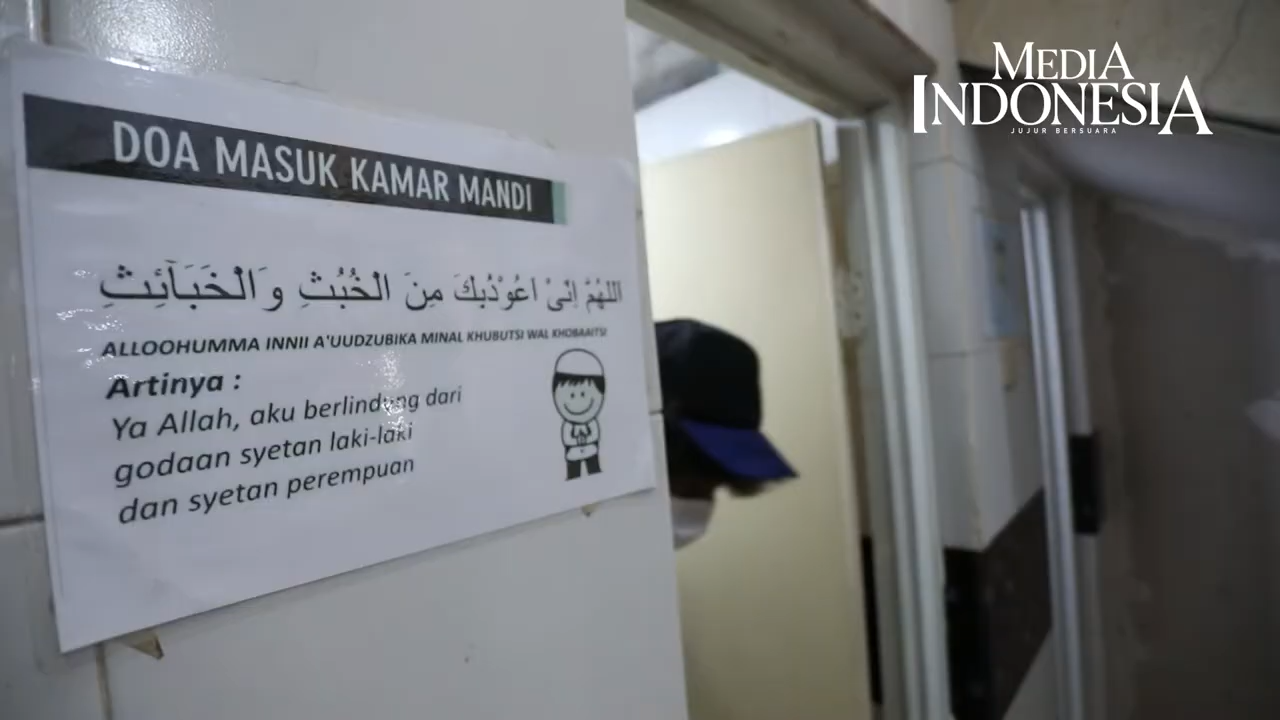 DOA MASUK KAMAR MANDI
اللهُمَّ اِنِّىْ اَعُوْذُبِكَ مِنَ الْخُبُثِ وَالْخَبَآئِثِ
ALLOOHUMMA INNII A'UUDZUBIKA MINAL KHUBUTSI WAL KHOBAAITSI
Artinya :
Ya Allah, aku berlindung dari
godaan syetan laki-laki
dan syetan perempuan
MEDIA
INDONESIA
JUJUR BERSUARA